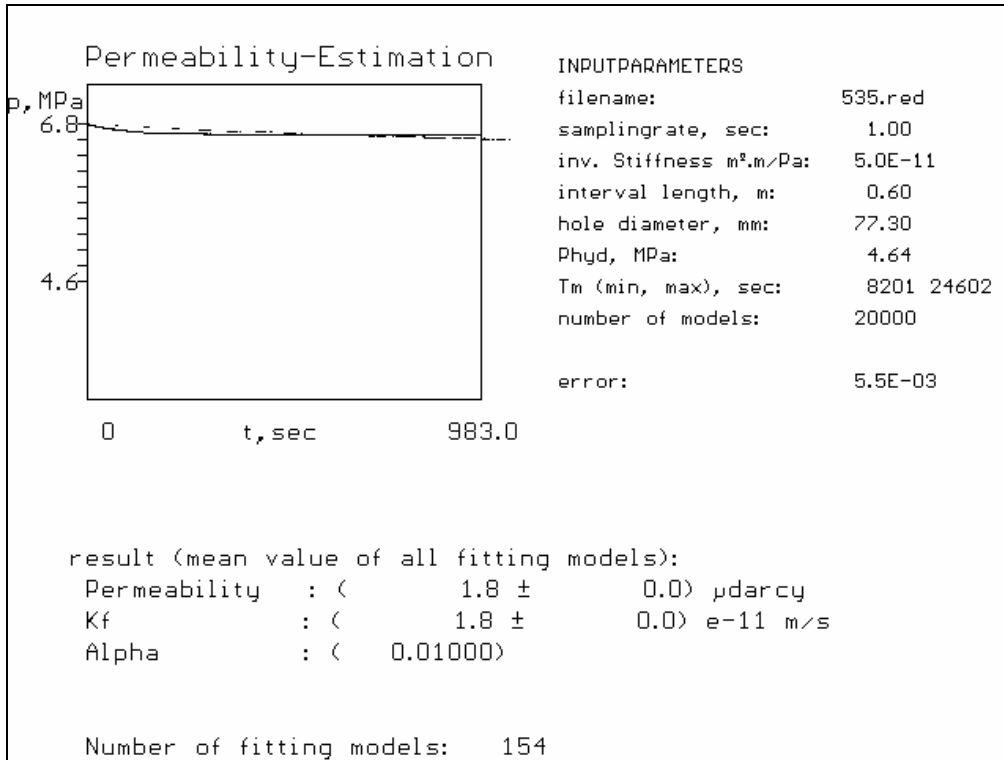 Permeability-Estimation
p,MPa
6.8
4.6
0 t,sec 983.0
INPUTPARAMETERS
filename: 535.red
samplingrate, sec: 1.00
inv. Stiffness m².m/Pa: 5.0E-11
interval length, m: 0.60
hole diameter, mm: 77.30
Phyd, MPa: 4.64
Tm (min, max), sec: 8201 24602
number of models: 20000
error: 5.5E-03
result (mean value of all fitting models):
Permeability : ( 1.8 ± 0.0) µdarcy
Kf : ( 1.8 ± 0.0) e-11 m/s
Alpha : ( 0.01000)
Number of fitting models: 154